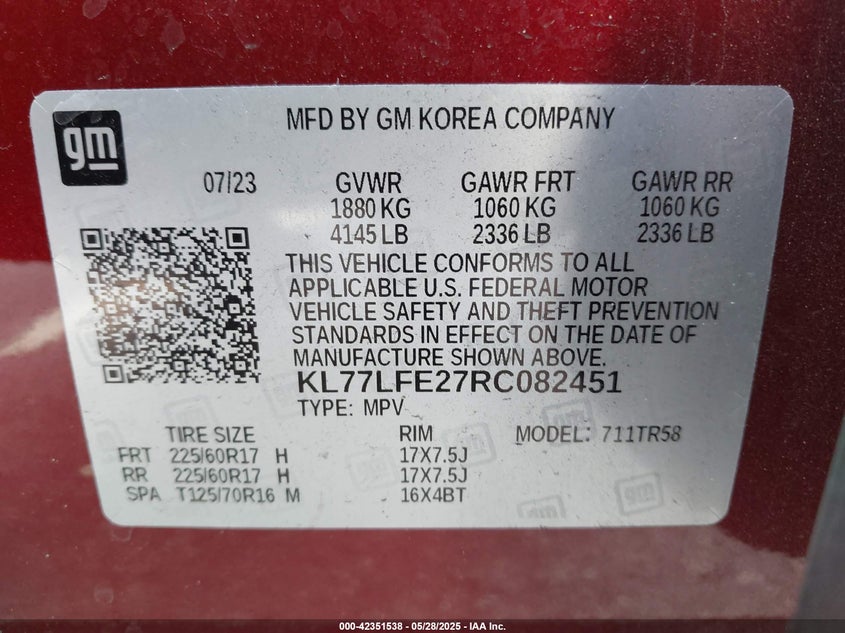 gm
MFD BY GM KOREA COMPANY
07/23 GVWR GAWR FRT GAWR RR
1880 KG 1060 KG 1060 KG
4145 LB 2336 LB 2336 LB
THIS VEHICLE CONFORMS TO ALL
APPLICABLE U.S. FEDERAL MOTOR
VEHICLE SAFETY AND THEFT PREVENTION
STANDARDS IN EFFECT ON THE DATE OF
MANUFACTURE SHOWN ABOVE.
KL77LFE27RC082451
TYPE: MPV
TIRE SIZE RIM MODEL: 711TR58
FRT 225/60R17 H 17X7.5J
RR 225/60R17 H 17X7.5J
SPA T125/70R16 M 16X4BT
000-42351538 - 05/28/2025 - IAA Inc.